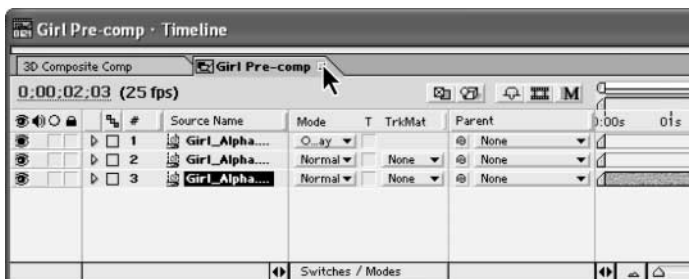 Girl Pre-comp · Timeline
3D Composite Comp Girl Pre-comp
0;00;02;03 (25 fps) M
# Source Name Mode T TrkMat Parent :00s 01s
1 Girl_Alpha.... O...ay None
2 Girl_Alpha.... Normal None None
3 Girl_Alpha.... Normal None None
Switches / Modes